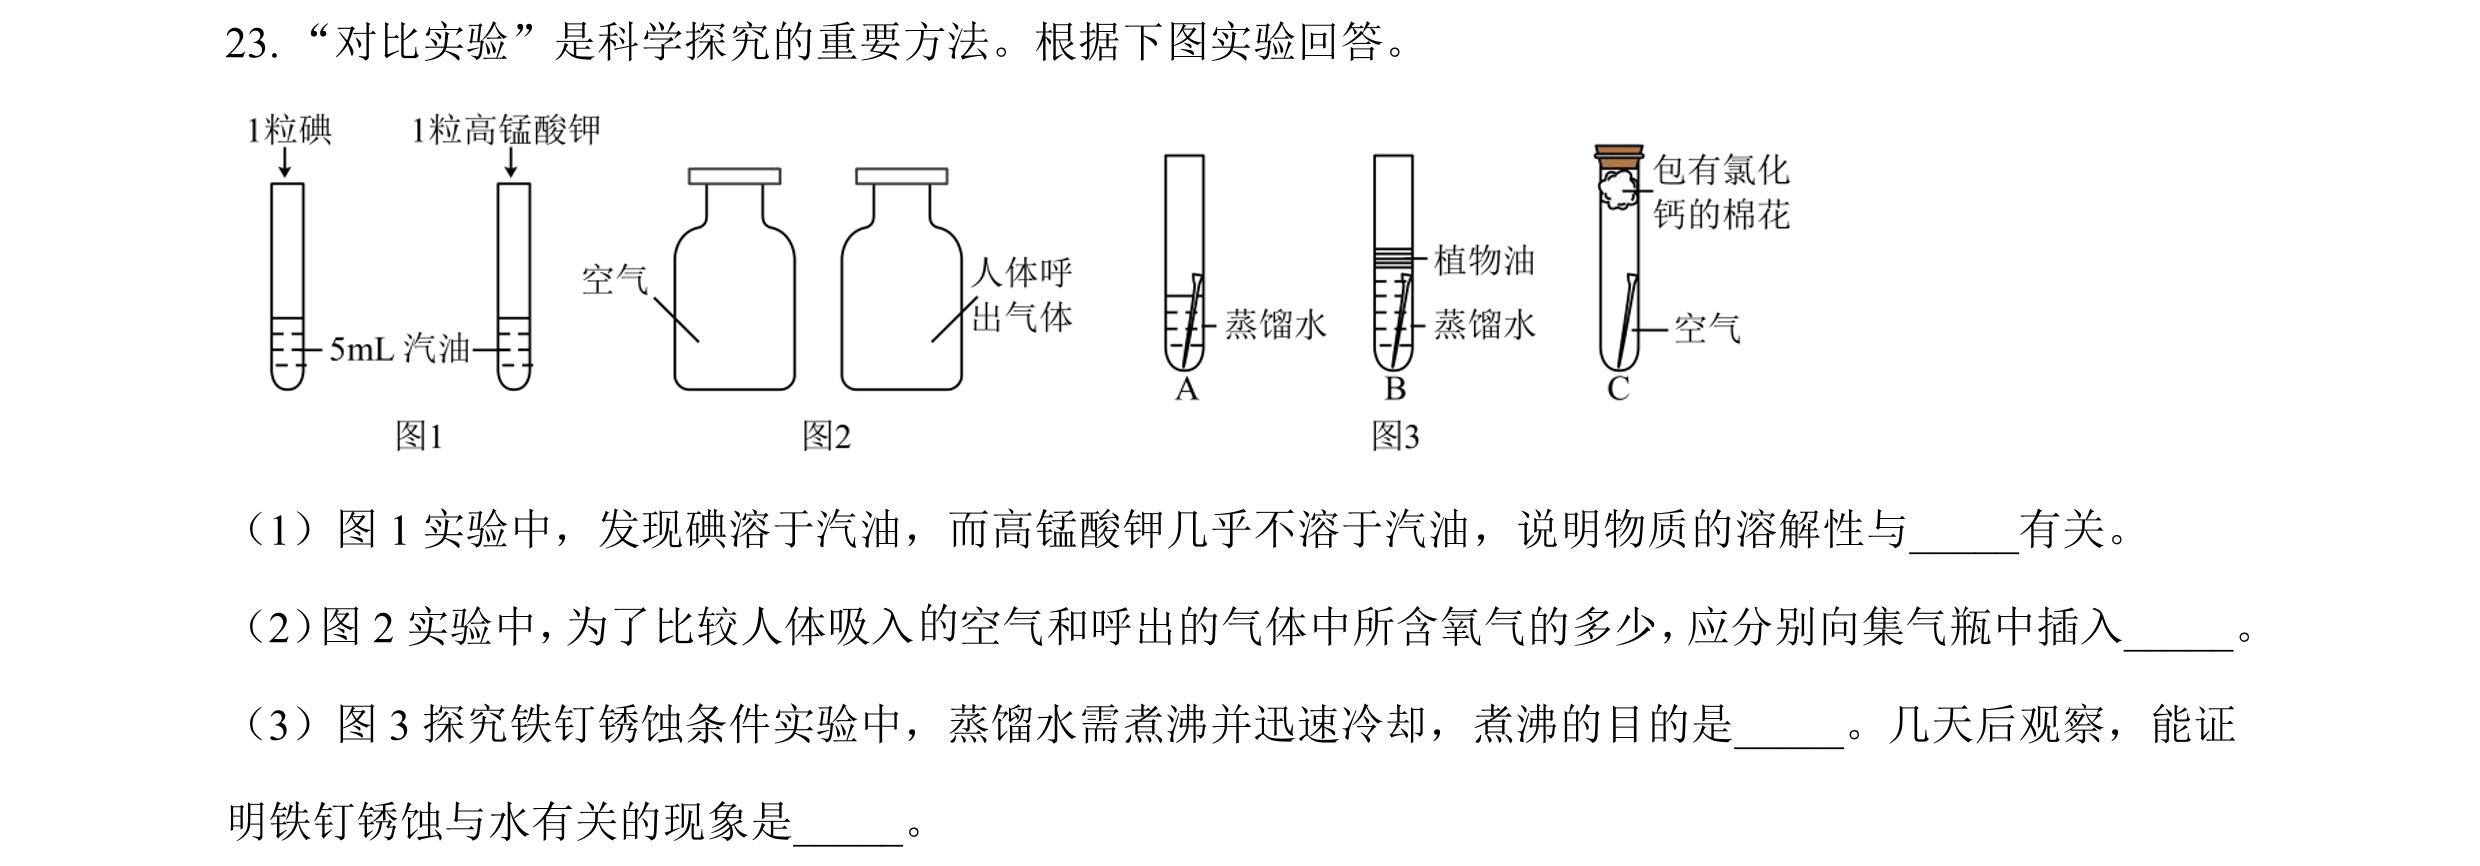 23. “对比实验”是科学探究的重要方法。根据下图实验回答。
1粒碘 1粒高锰酸钾
5mL 汽油
图1
空气
人体呼
出气体
图2
蒸馏水
A
植物油
蒸馏水
B
包有氯化
钙的棉花
空气
C
图3
（1）图 1 实验中，发现碘溶于汽油，而高锰酸钾几乎不溶于汽油，说明物质的溶解性与_____有关。
（2）图 2 实验中，为了比较人体吸入的空气和呼出的气体中所含氧气的多少，应分别向集气瓶中插入_____。
（3）图 3 探究铁钉锈蚀条件实验中，蒸馏水需煮沸并迅速冷却，煮沸的目的是_____。几天后观察，能证
明铁钉锈蚀与水有关的现象是_____。